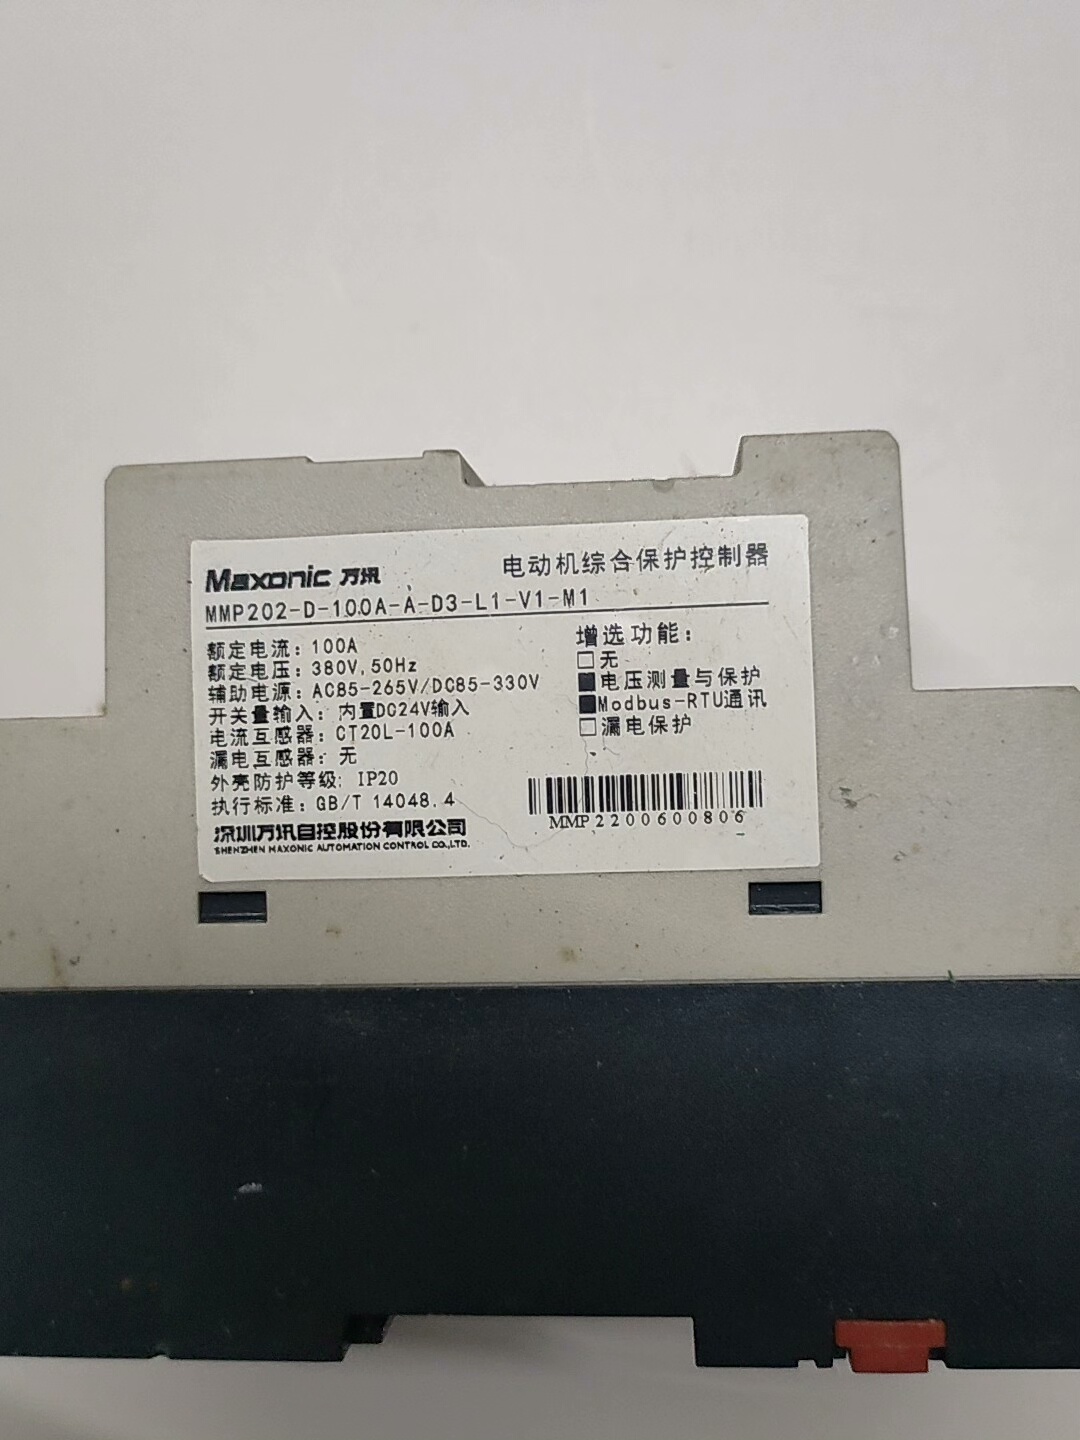 Maxonic 万讯
电动机综合保护控制器
MMP202-D-100A-A-D3-L1-V1-M1
额定电流：100A
额定电压：380V,50Hz
辅助电源：AC85-265V/DC85-330V
开关量输入：内置DC24V输入
电流互感器：CT20L-100A
漏电互感器：无
外壳防护等级：IP20
执行标准：GB/T 14048.4
深圳万讯自控股份有限公司
SHENZHEN MAXONIC AUTOMATION CONTROL CO.,LTD.
增选功能：
□无
■电压测量与保护
■Modbus-RTU通讯
□漏电保护
MMP2200600806